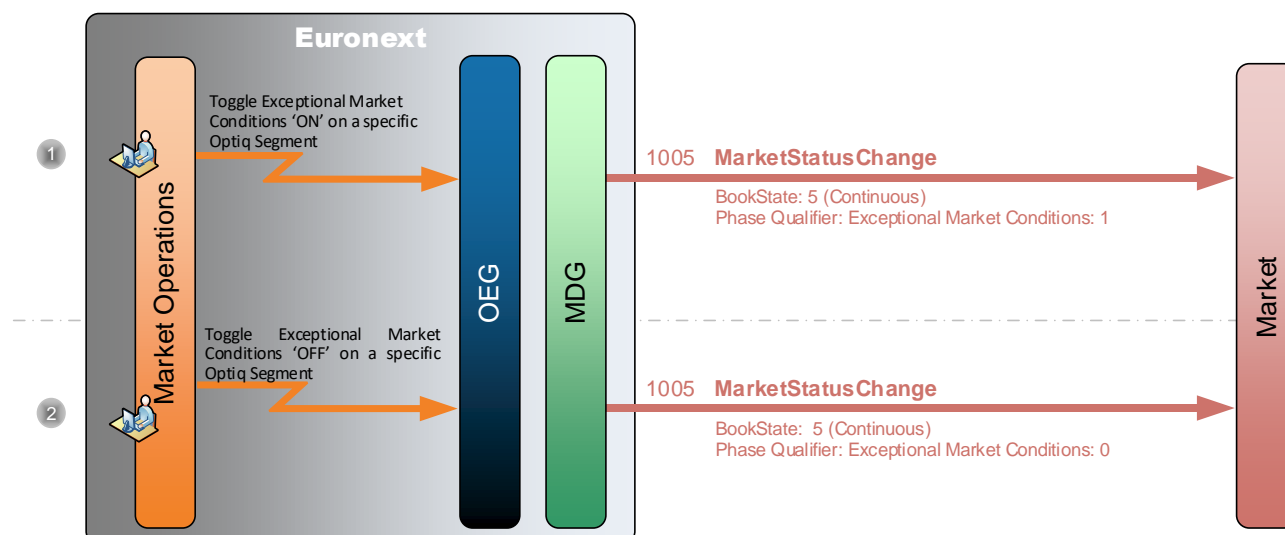 Euronext
Toggle Exceptional Market
Conditions 'ON' on a specific
Optiq Segment
1
1005 MarketStatusChange
BookState: 5 (Continuous)
Phase Qualifier: Exceptional Market Conditions: 1
Market Operations
OEG
MDG
Market
Toggle Exceptional Market
Conditions 'OFF' on a specific
Optiq Segment
2
1005 MarketStatusChange
BookState: 5 (Continuous)
Phase Qualifier: Exceptional Market Conditions: 0